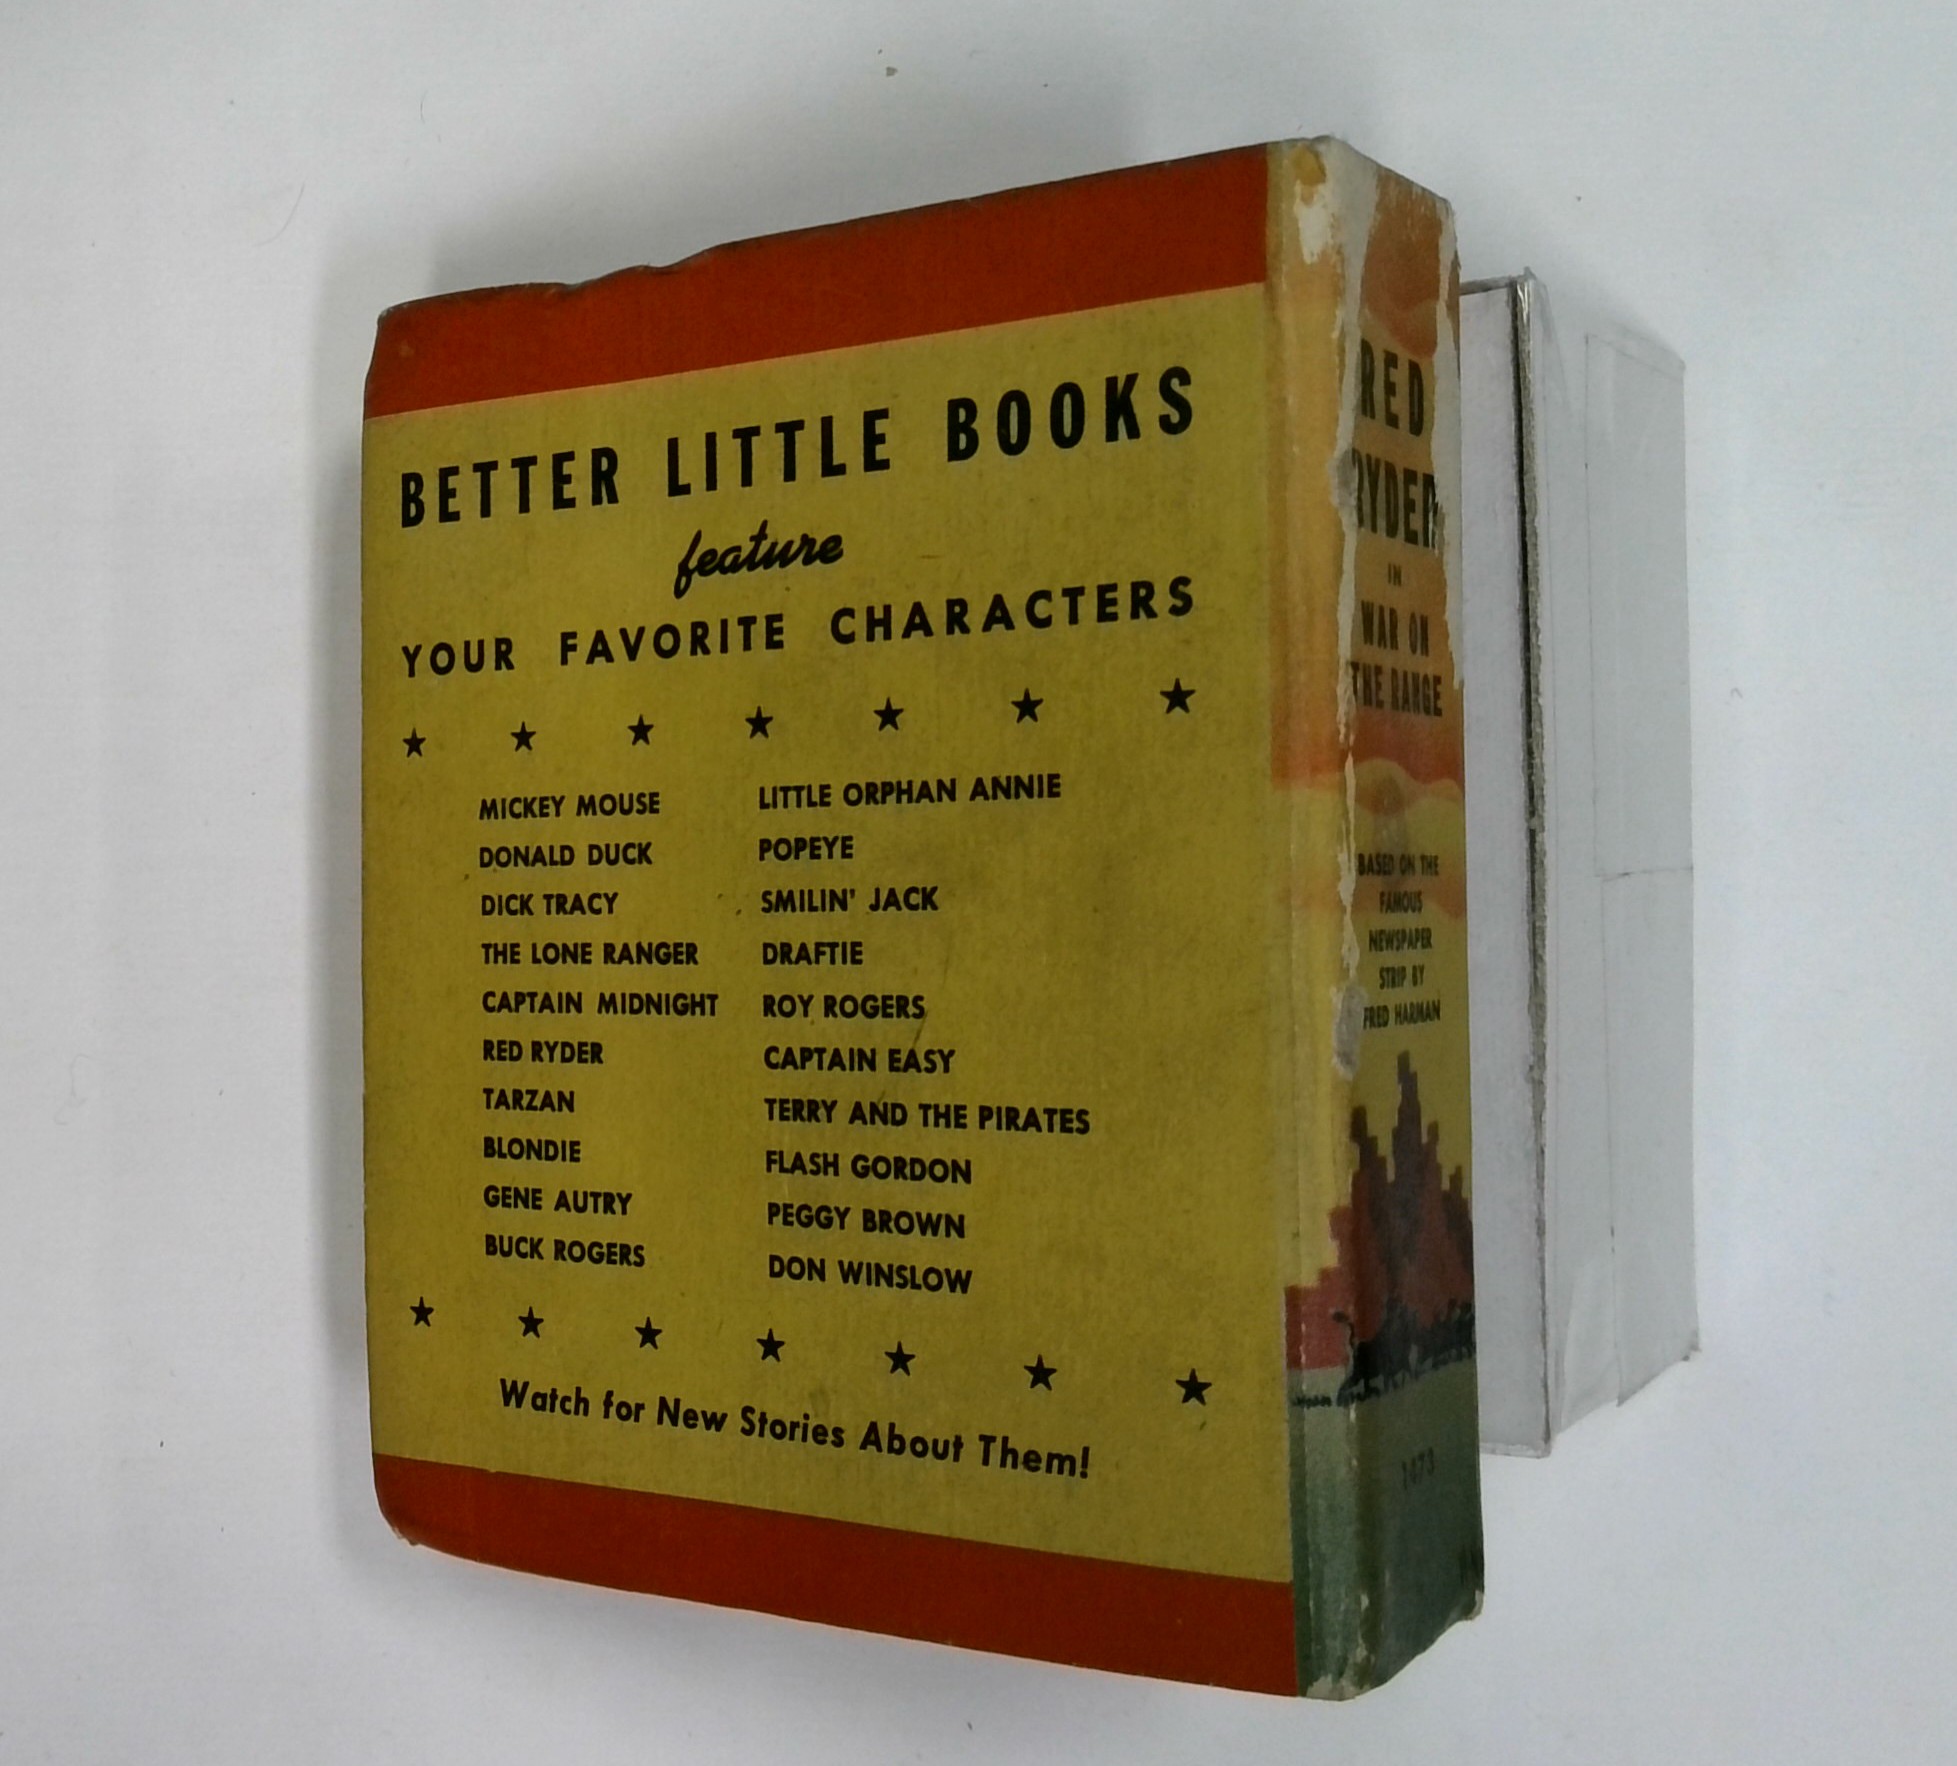 BETTER LITTLE BOOKS
feature
YOUR FAVORITE CHARACTERS
MICKEY MOUSE
DONALD DUCK
DICK TRACY
THE LONE RANGER
CAPTAIN MIDNIGHT
RED RYDER
TARZAN
BLONDIE
GENE AUTRY
BUCK ROGERS
LITTLE ORPHAN ANNIE
POPEYE
SMILIN' JACK
DRAFTIE
ROY ROGERS
CAPTAIN EASY
TERRY AND THE PIRATES
FLASH GORDON
PEGGY BROWN
DON WINSLOW
Watch for New Stories About Them!
RED
RYDER
IN
WAR ON
THE RANGE
BASED ON THE
FAMOUS
NEWSPAPER
STRIP BY
FRED HARMAN
1473